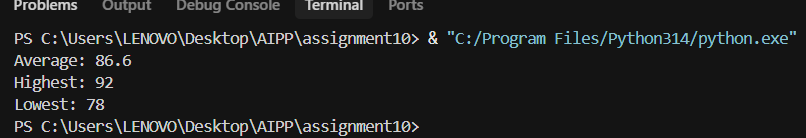 Problems Output Debug Console Terminal Ports
PS C:\Users\LENOVO\Desktop\AIPP\assignment10> & "C:/Program Files/Python314/python.exe"
Average: 86.6
Highest: 92
Lowest: 78
PS C:\Users\LENOVO\Desktop\AIPP\assignment10>